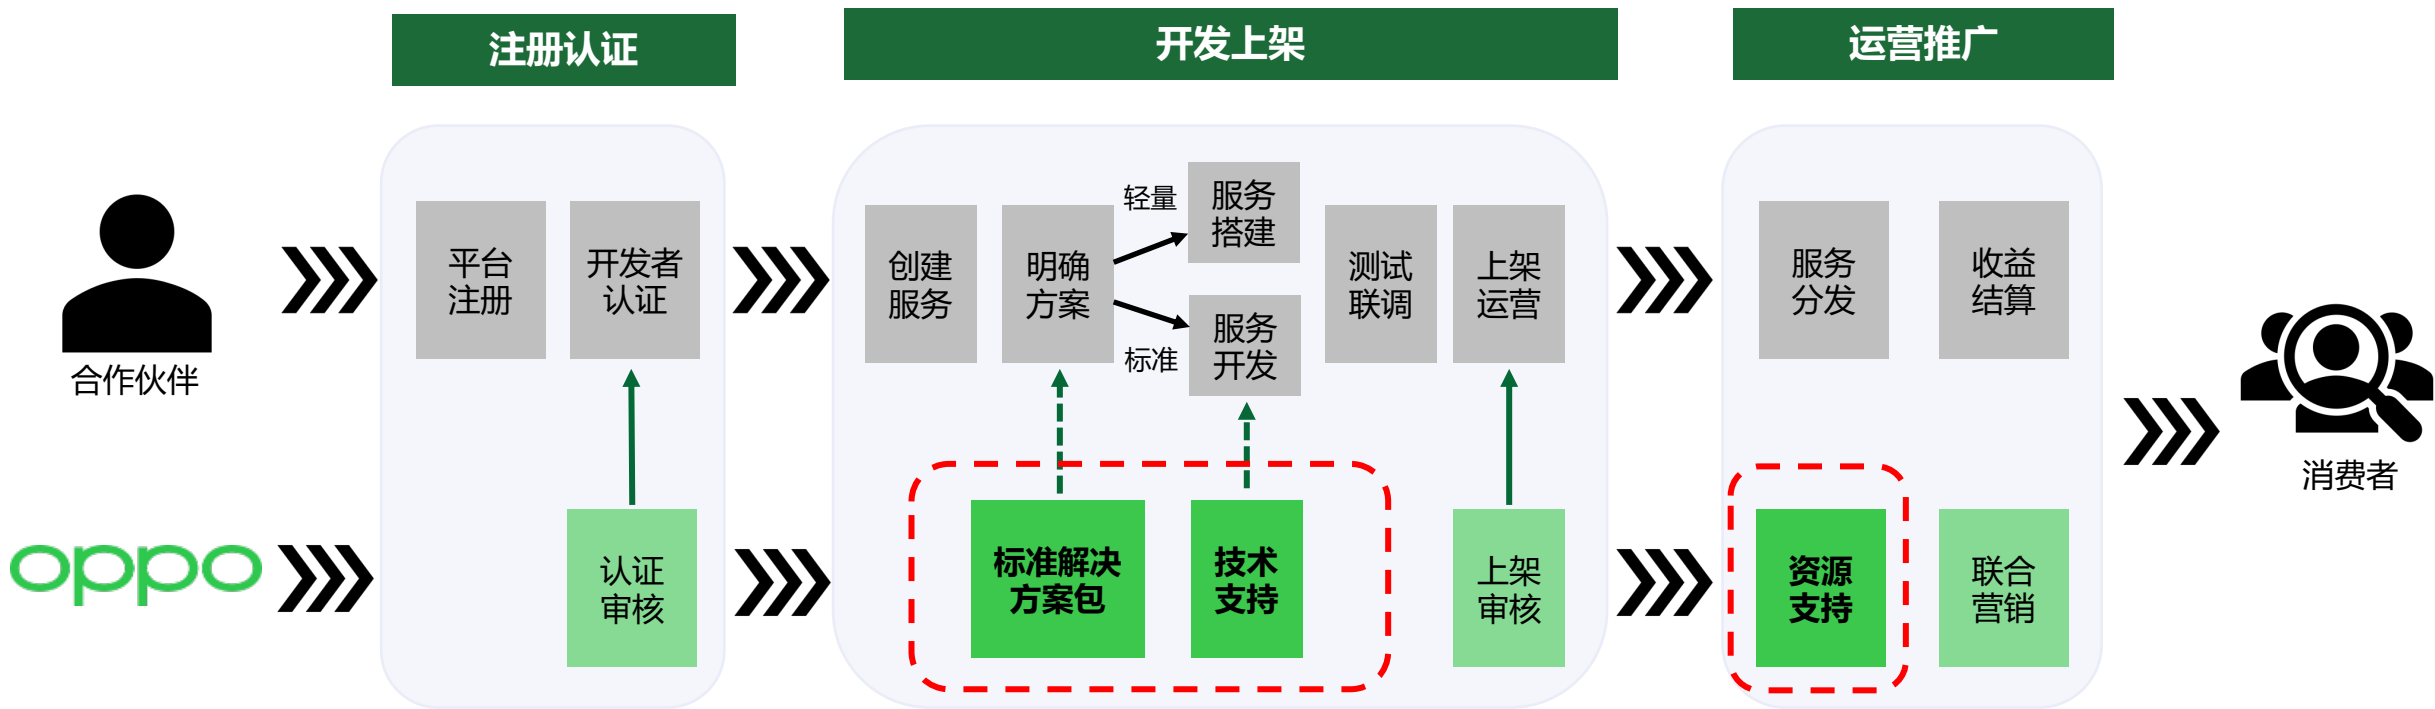 注册认证
开发上架
运营推广
平台
注册
开发者
认证
创建
服务
明确
方案
轻量
服务
搭建
标准
服务
开发
测试
联调
上架
运营
服务
分发
收益
结算
合作伙伴
消费者
oppo
认证
审核
标准解决
方案包
技术
支持
上架
审核
资源
支持
联合
营销